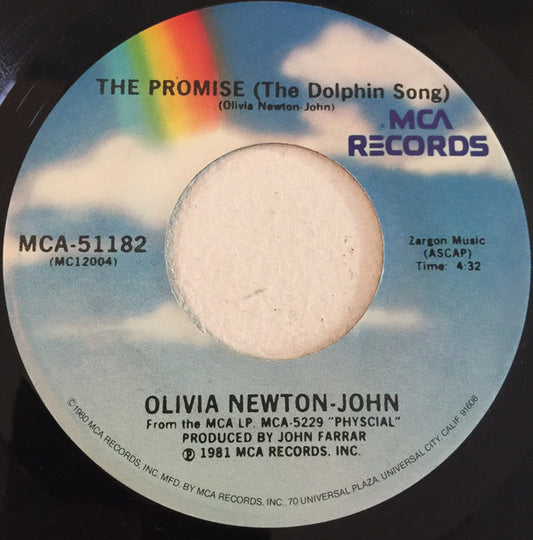 THE PROMISE (The Dolphin Song)
(Olivia Newton-John)
MCA
RECORDS
MCA-51182
(MC12004)
Zargon Music
(ASCAP)
Time: 4:32
OLIVIA NEWTON-JOHN
From the MCA LP. MCA-5229 "PHYSCIAL"
PRODUCED BY JOHN FARRAR
℗ 1981 MCA RECORDS, INC.
©1980 MCA RECORDS, INC. MFD. BY MCA RECORDS, INC., 70 UNIVERSAL PLAZA, UNIVERSAL CITY, CALIF. 91608